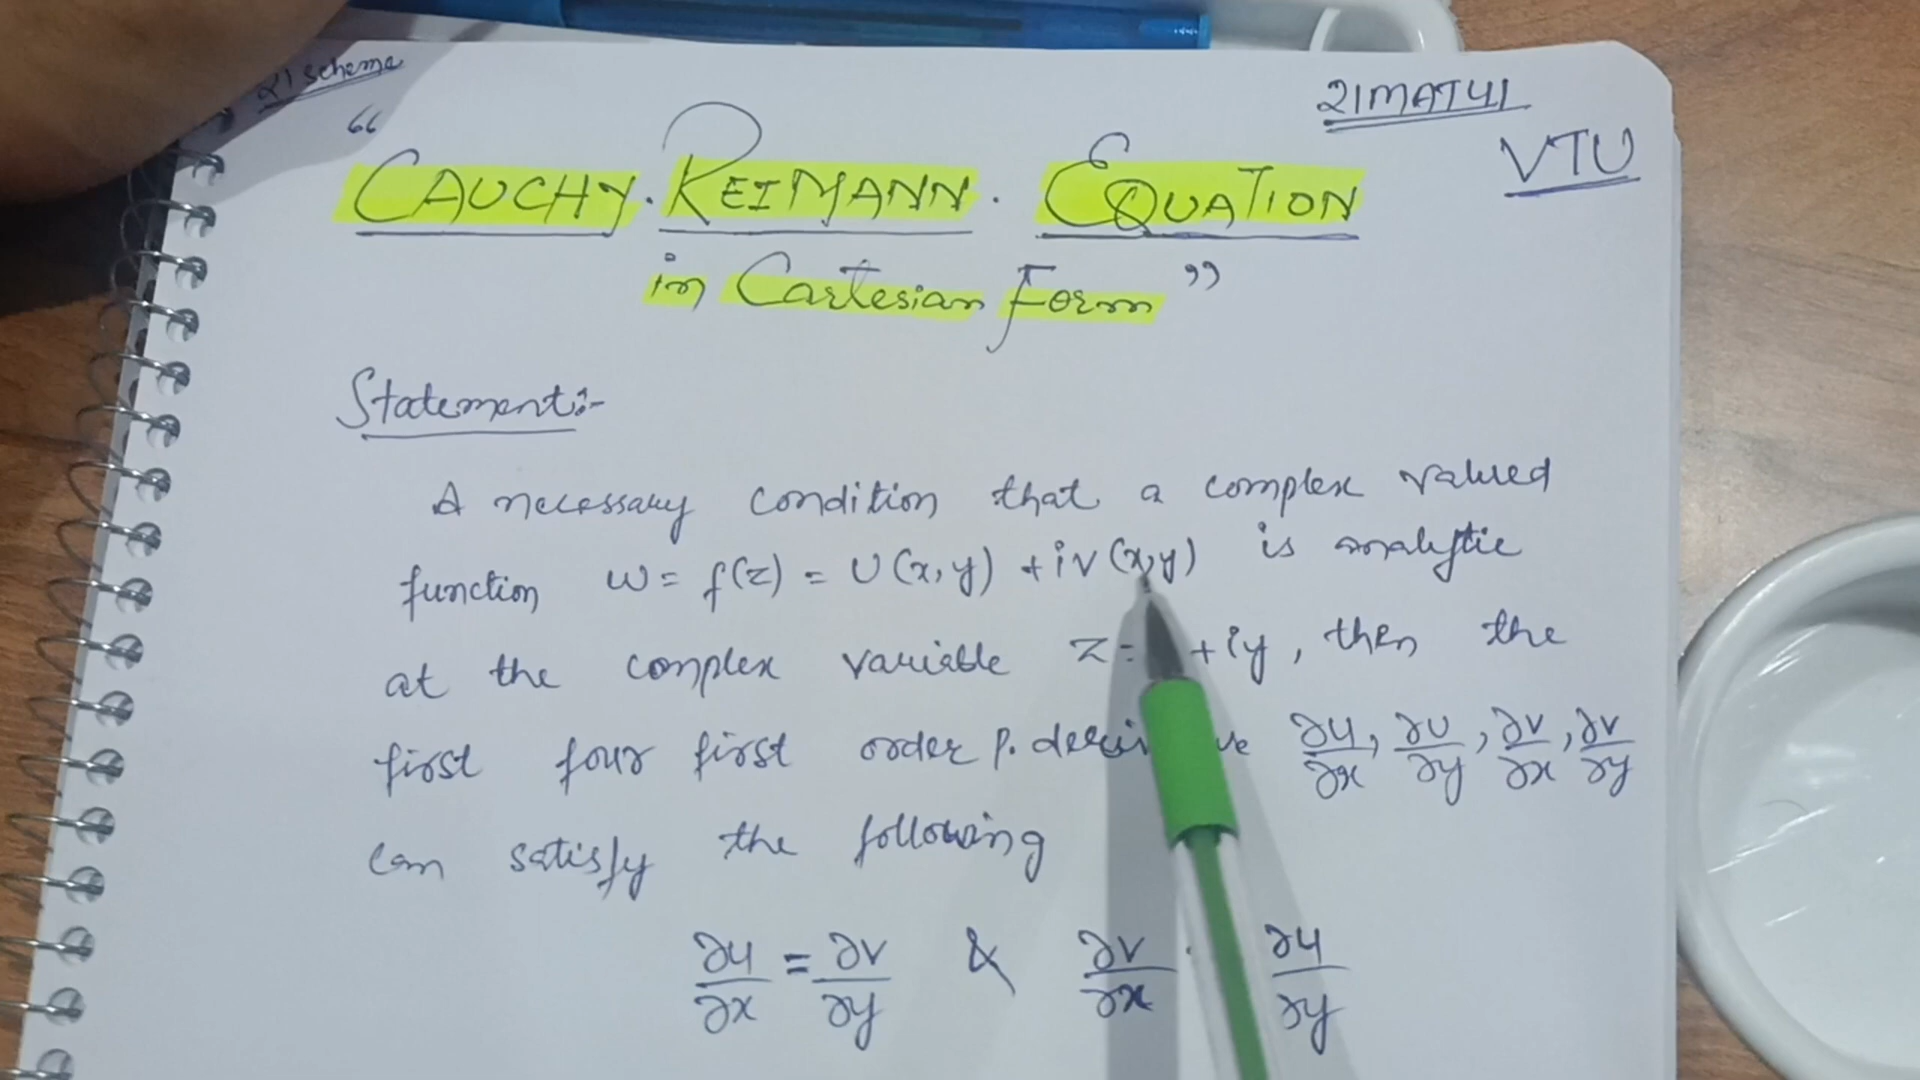 21 scheme
21MAT41
VTU
“CAUCHY. REIMANN. EQUATION
in Cartesian Form”
Statement:-
A necessary condition that a complex valued
function w = f(z) = u(x,y) + iv(x,y) is analytic
at the complex variable z = +iy, then the
first four first order p. ∂u/∂x, ∂u/∂y, ∂v/∂x, ∂v/∂y
can satisfy the following
∂u/∂x = ∂v/∂y & ∂v/∂x ∂u/∂y